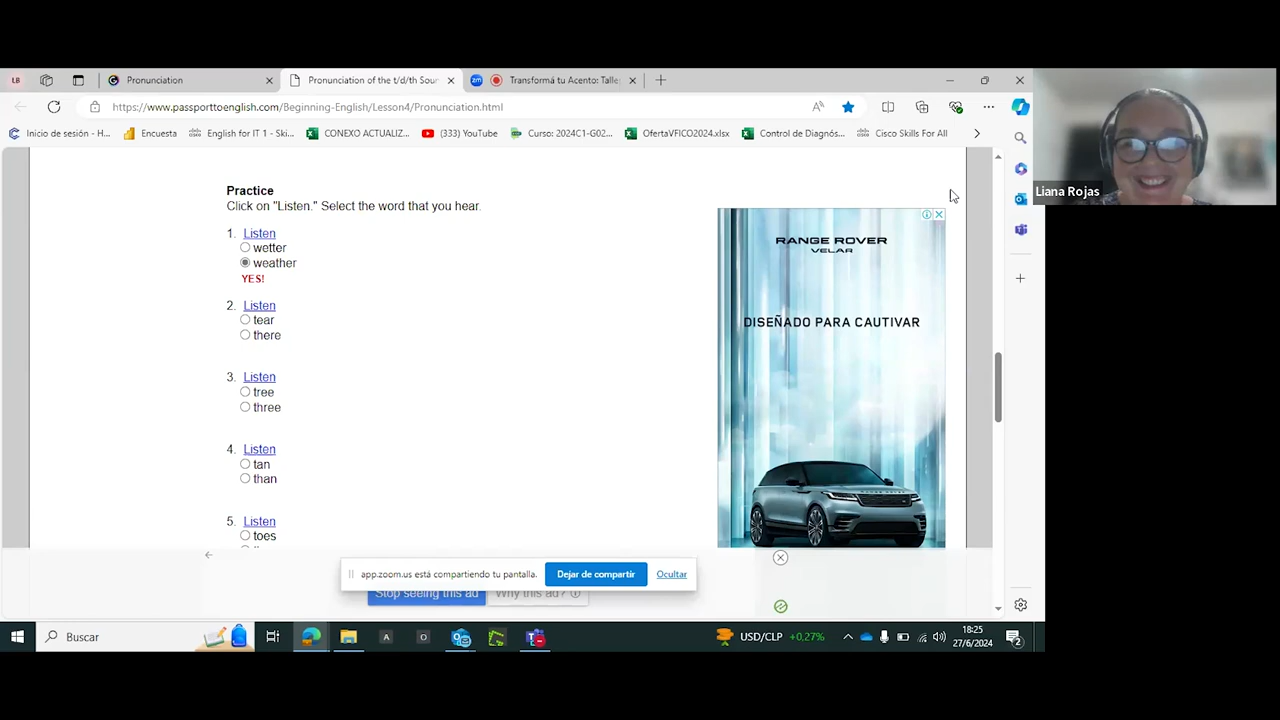 LB
Pronunciation
Pronunciation of the t/d/th Soun
zm
Transformá tu Acento: Talle
https://www.passporttoenglish.com/Beginning-English/Lesson4/Pronunciation.html
Inicio de sesión - H...
Encuesta
English for IT 1 - Ski...
CONEXO ACTUALIZ...
(333) YouTube
Curso: 2024C1-G02...
OfertaVFICO2024.xlsx
Control de Diagnós...
Cisco Skills For All
Liana Rojas
Practice
Click on "Listen." Select the word that you hear.
1. Listen
wetter
weather
YES!
2. Listen
tear
there
3. Listen
tree
three
4. Listen
tan
than
5. Listen
toes
RANGE ROVER
VELAR
DISEÑADO PARA CAUTIVAR
app.zoom.us está compartiendo tu pantalla.
Dejar de compartir
Ocultar
Stop seeing this ad
Why this ad?
Buscar
A
O
USD/CLP +0,27%
18:25
27/6/2024
2